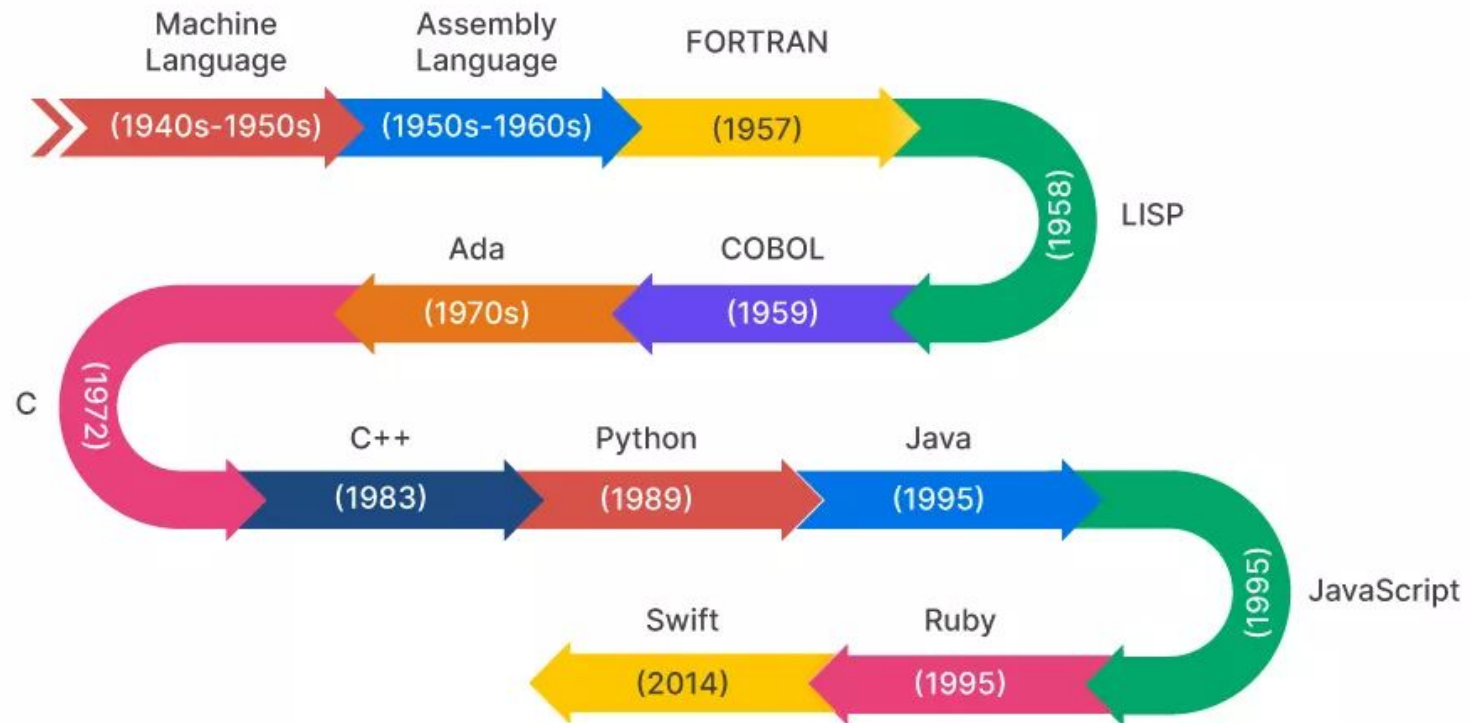 Machine
Language
Assembly
Language
FORTRAN
(1940s-1950s)
(1950s-1960s)
(1957)
(1958)
LISP
COBOL
(1959)
Ada
(1970s)
C
(1972)
C++
(1983)
Python
(1989)
Java
(1995)
(1995)
JavaScript
Ruby
(1995)
Swift
(2014)